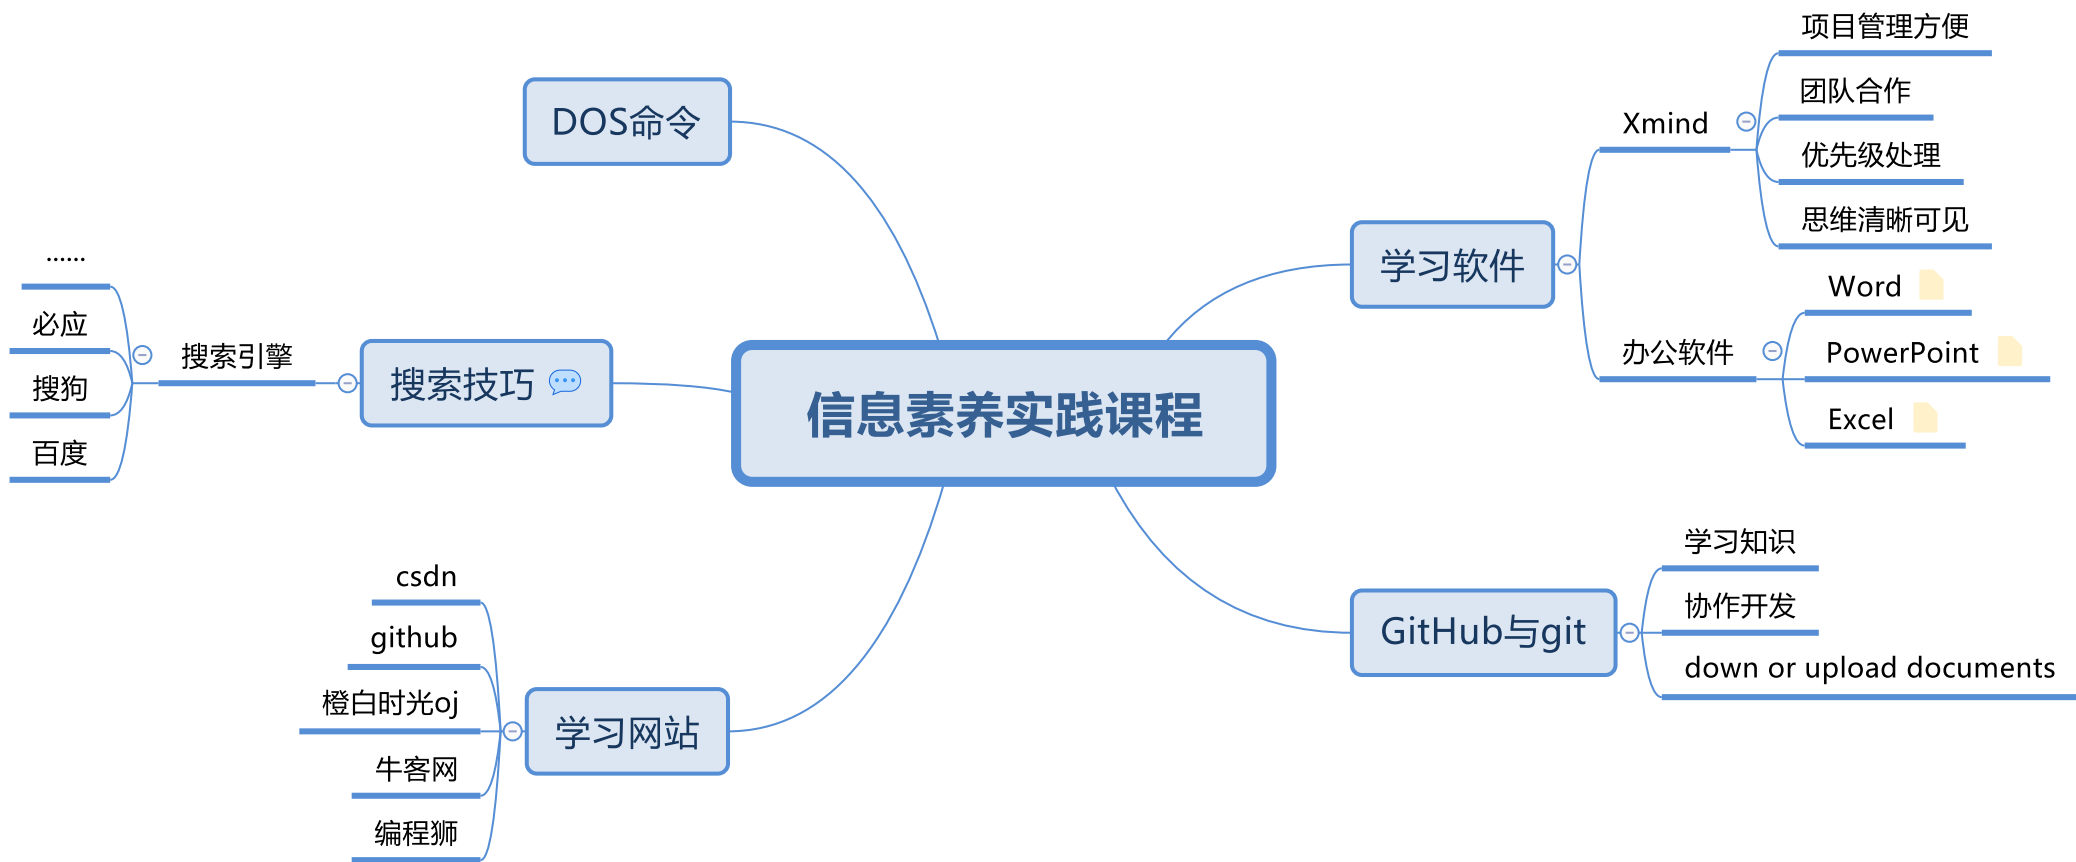 信息素养实践课程
学习软件
Xmind
项目管理方便
团队合作
优先级处理
思维清晰可见
办公软件
Word
PowerPoint
Excel
GitHub与git
学习知识
协作开发
down or upload documents
DOS命令
搜索技巧
搜索引擎
......
必应
搜狗
百度
学习网站
csdn
github
橙白时光oj
牛客网
编程狮